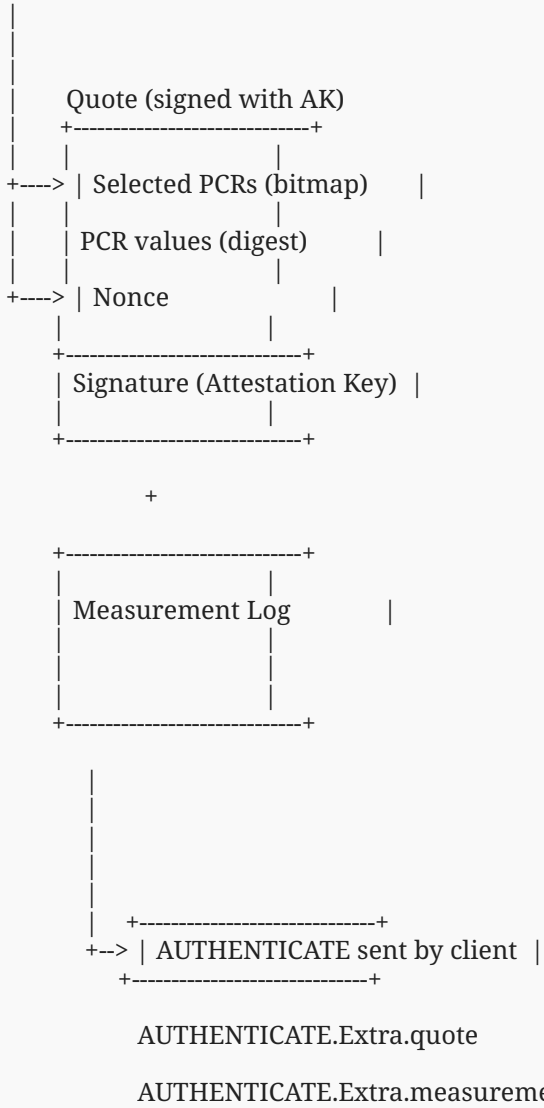 Quote (signed with AK)
Selected PCRs (bitmap)
PCR values (digest)
Nonce
Signature (Attestation Key)
+
Measurement Log
AUTHENTICATE sent by client
AUTHENTICATE.Extra.quote